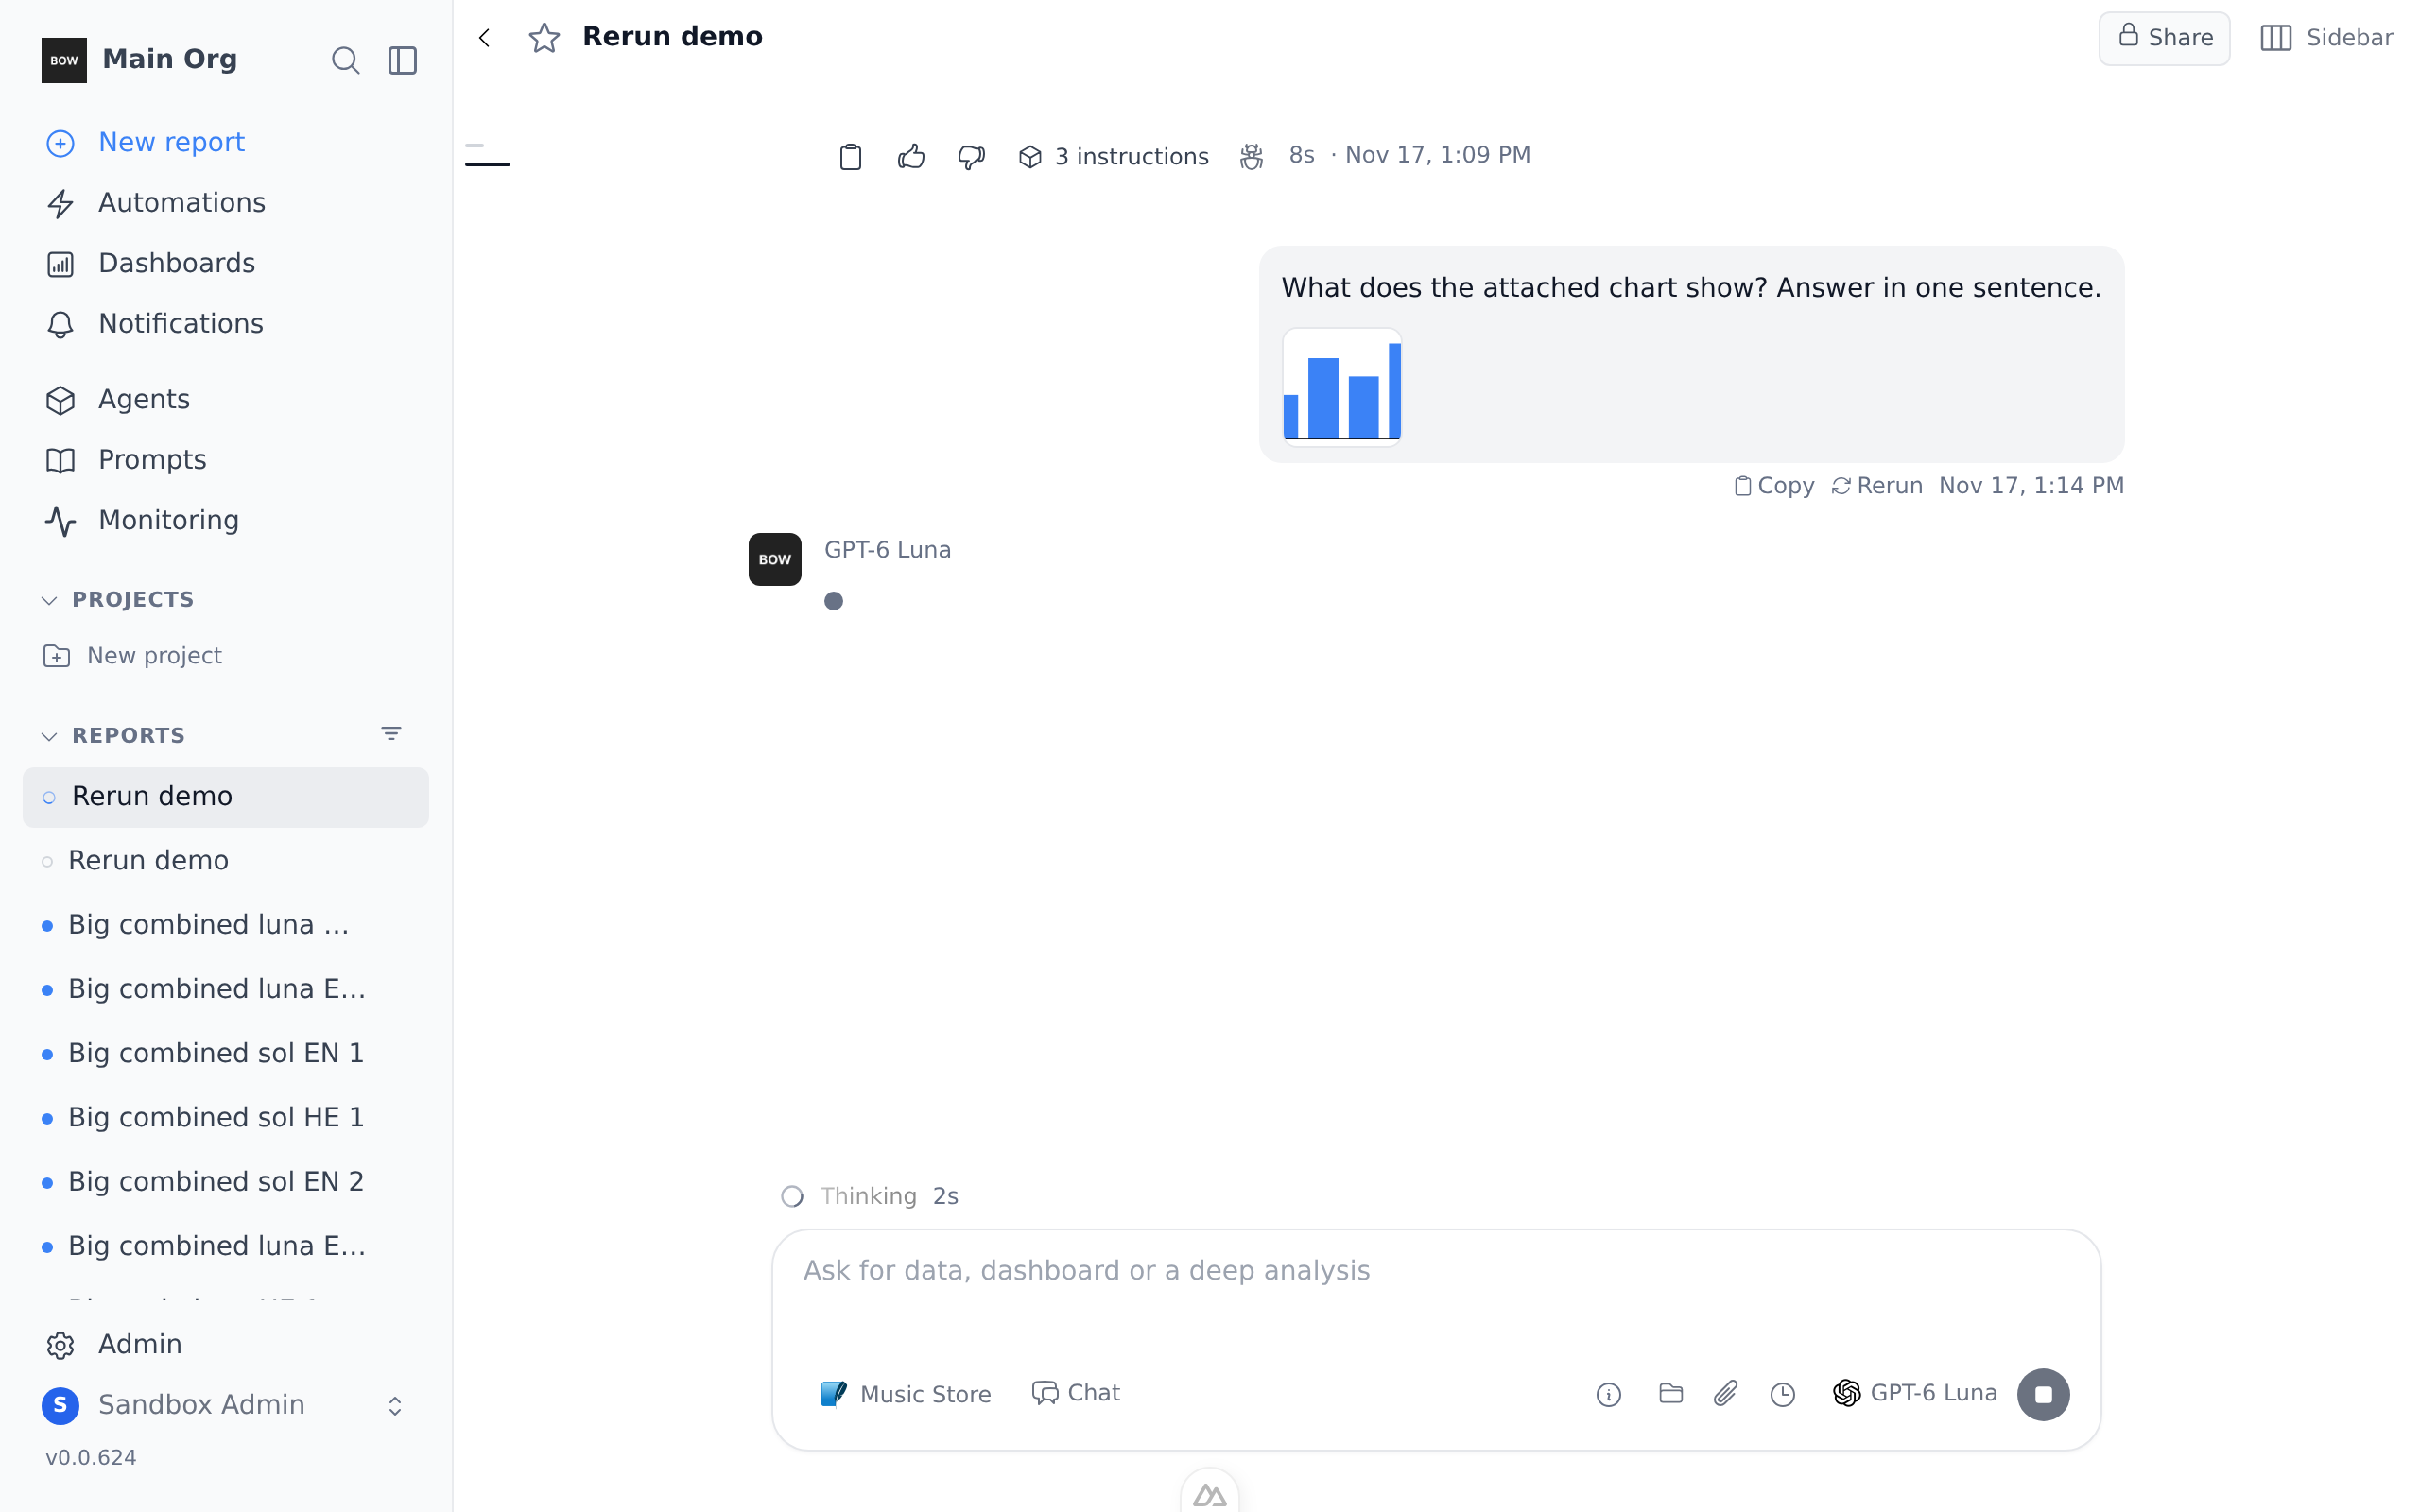 BOW
Main Org
New report
Automations
Dashboards
Notifications
Agents
Prompts
Monitoring
PROJECTS
New project
REPORTS
Rerun demo
Rerun demo
Big combined luna ...
Big combined luna E...
Big combined sol EN 1
Big combined sol HE 1
Big combined sol EN 2
Big combined luna E...
Admin
S
Sandbox Admin
v0.0.624
Rerun demo
Share
Sidebar
3 instructions
8s · Nov 17, 1:09 PM
What does the attached chart show? Answer in one sentence.
Copy Rerun Nov 17, 1:14 PM
BOW
GPT-6 Luna
Thinking 2s
Ask for data, dashboard or a deep analysis
Music Store
Chat
GPT-6 Luna